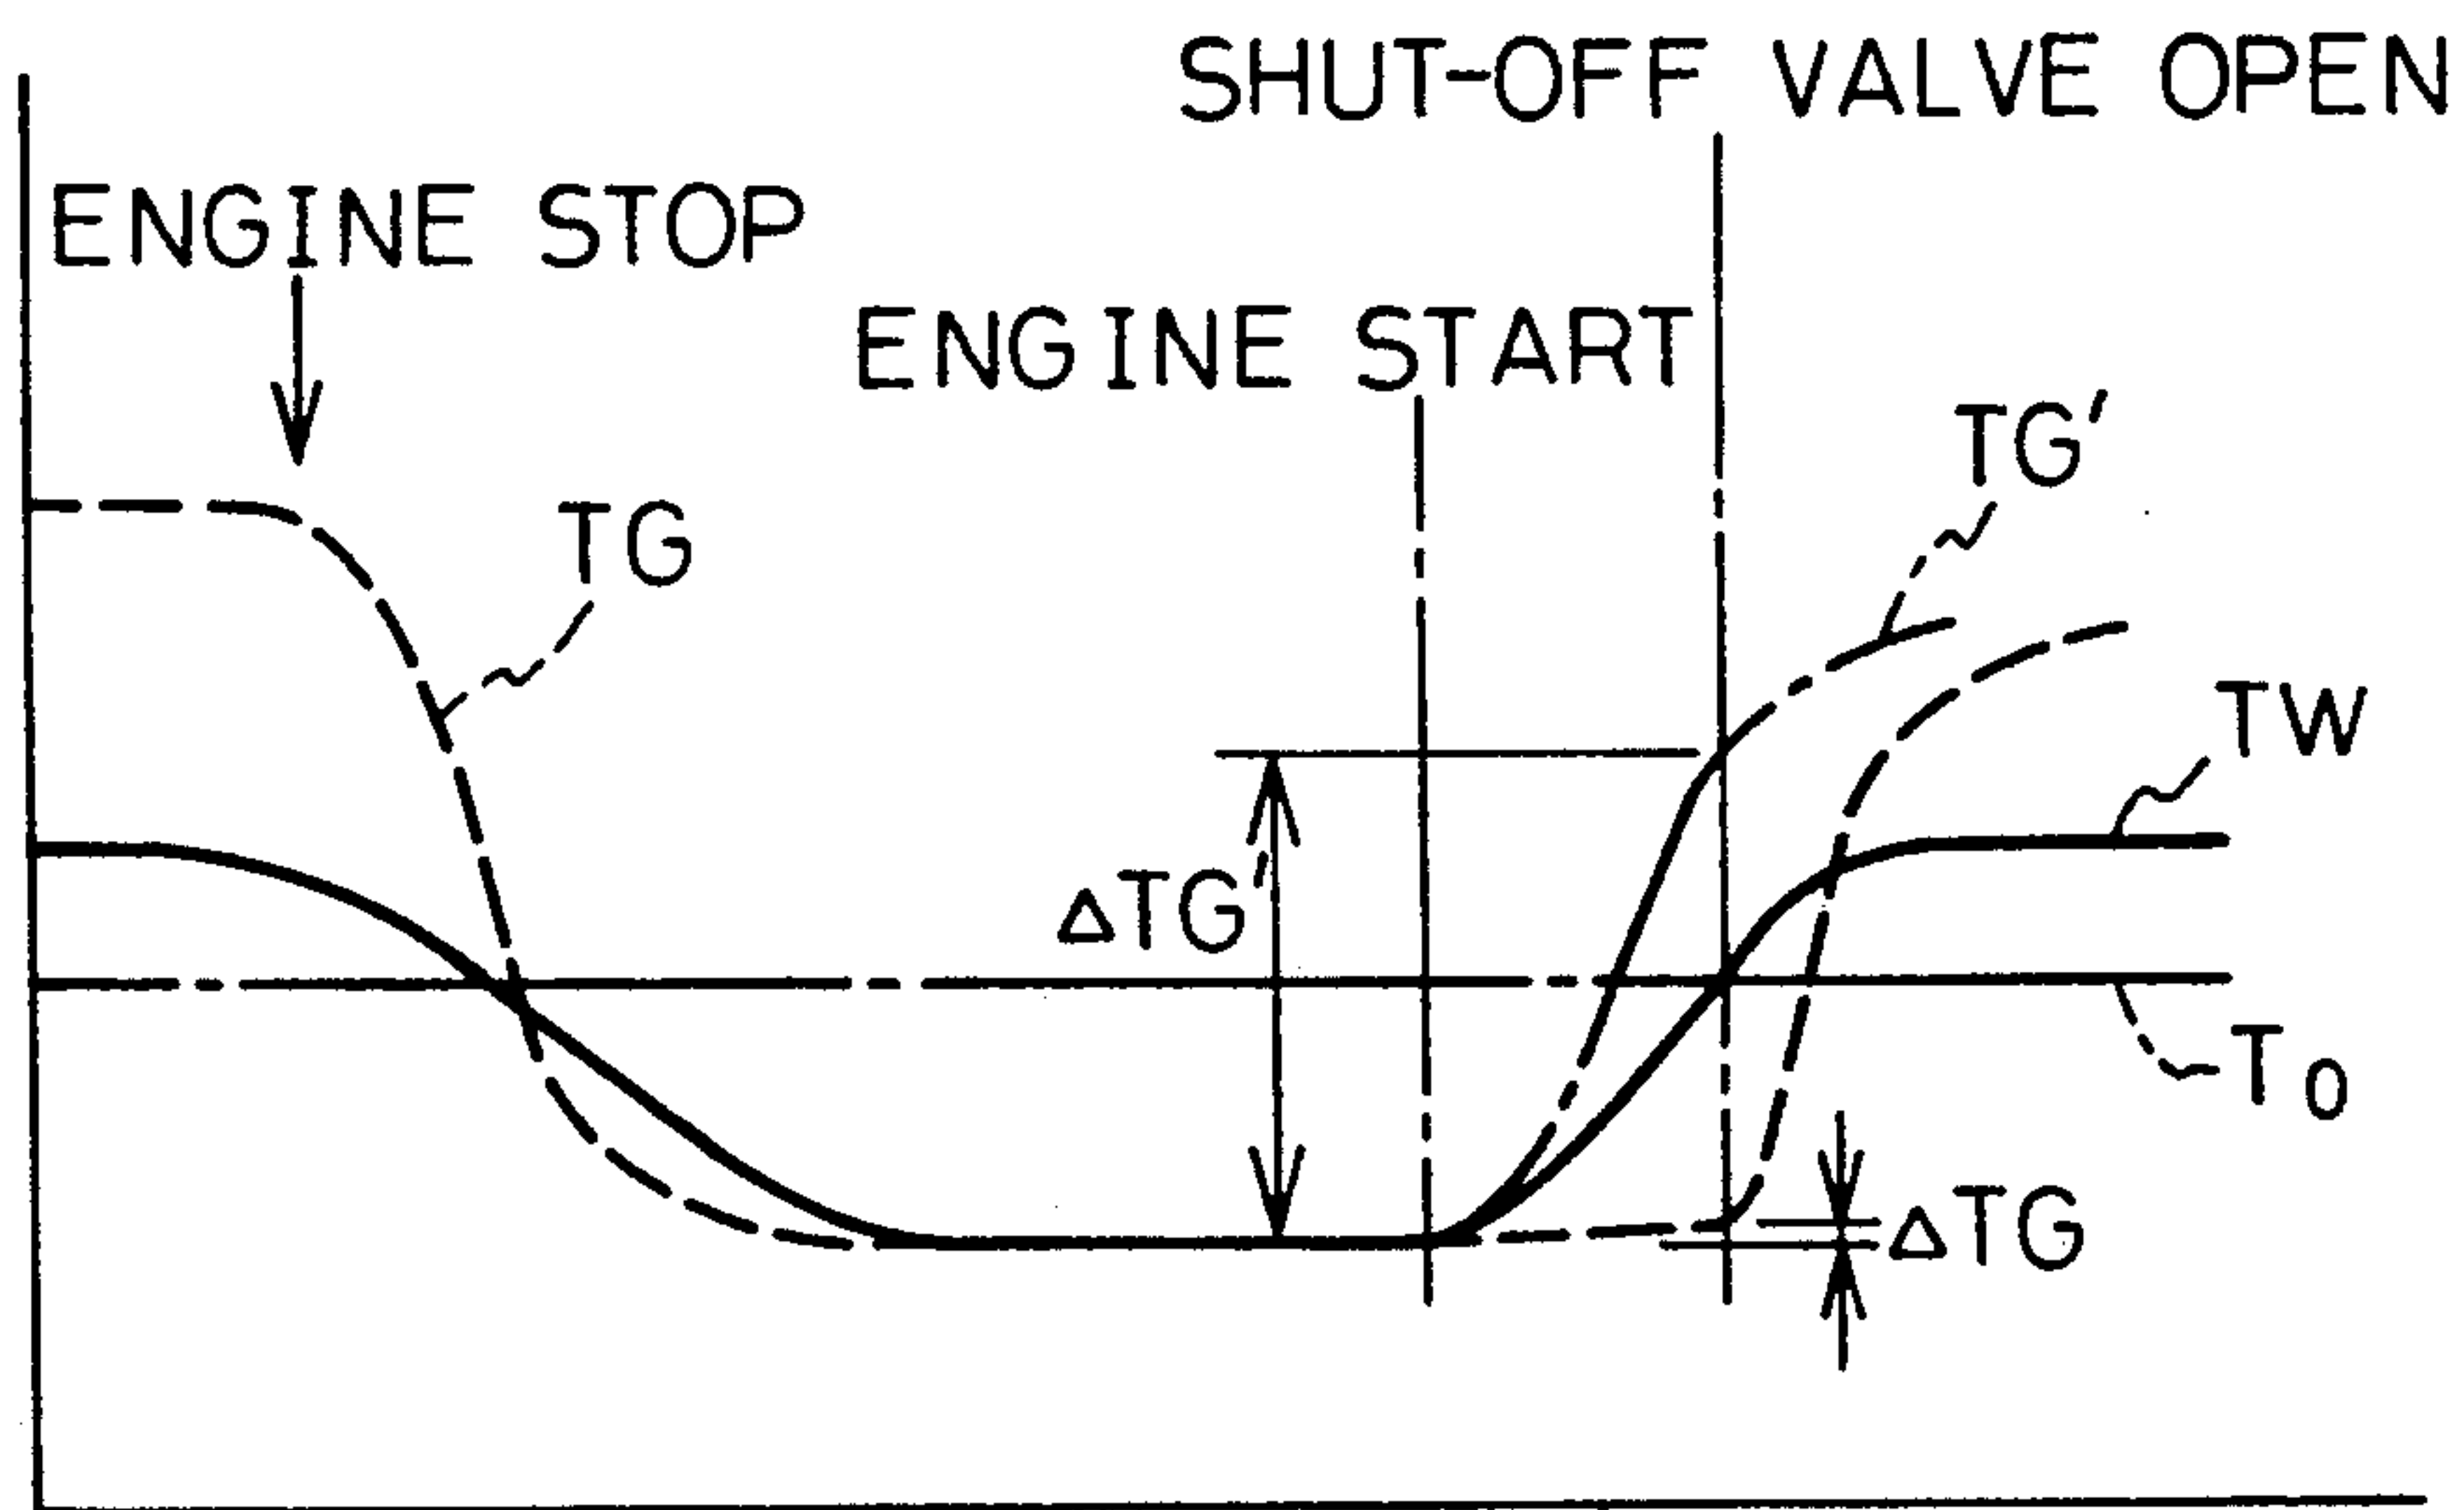 SHUT-OFF VALVE OPEN
ENGINE STOP
ENGINE START
TG'
TG
TW
ΔTG'
T0
ΔTG